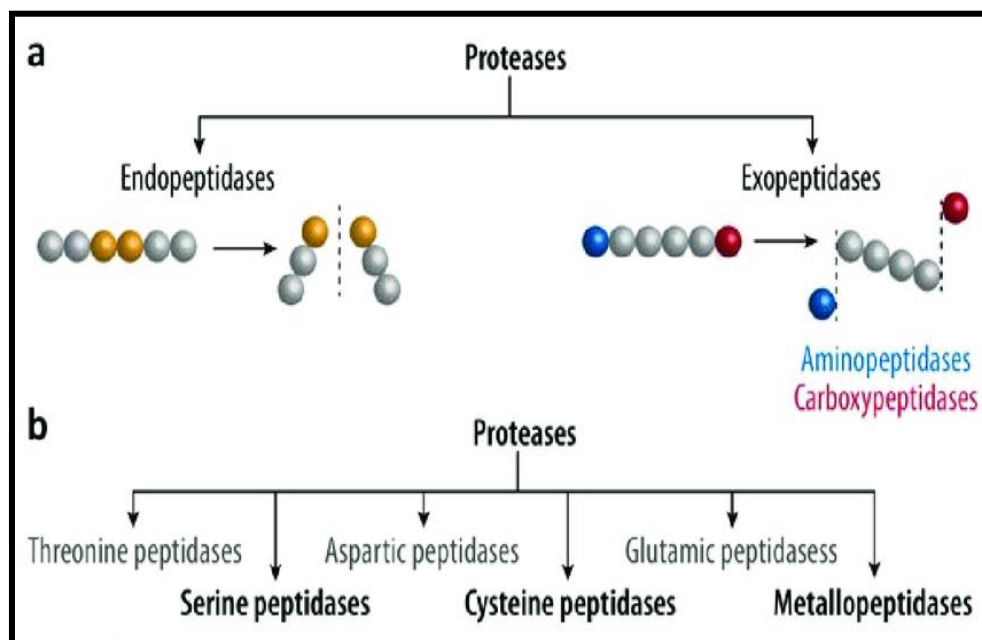 a
Proteases
Endopeptidases
Exopeptidases
Aminopeptidases
Carboxypeptidases
b
Proteases
Threonine peptidases
Aspartic peptidases
Glutamic peptidasess
Serine peptidases
Cysteine peptidases
Metallopeptidases